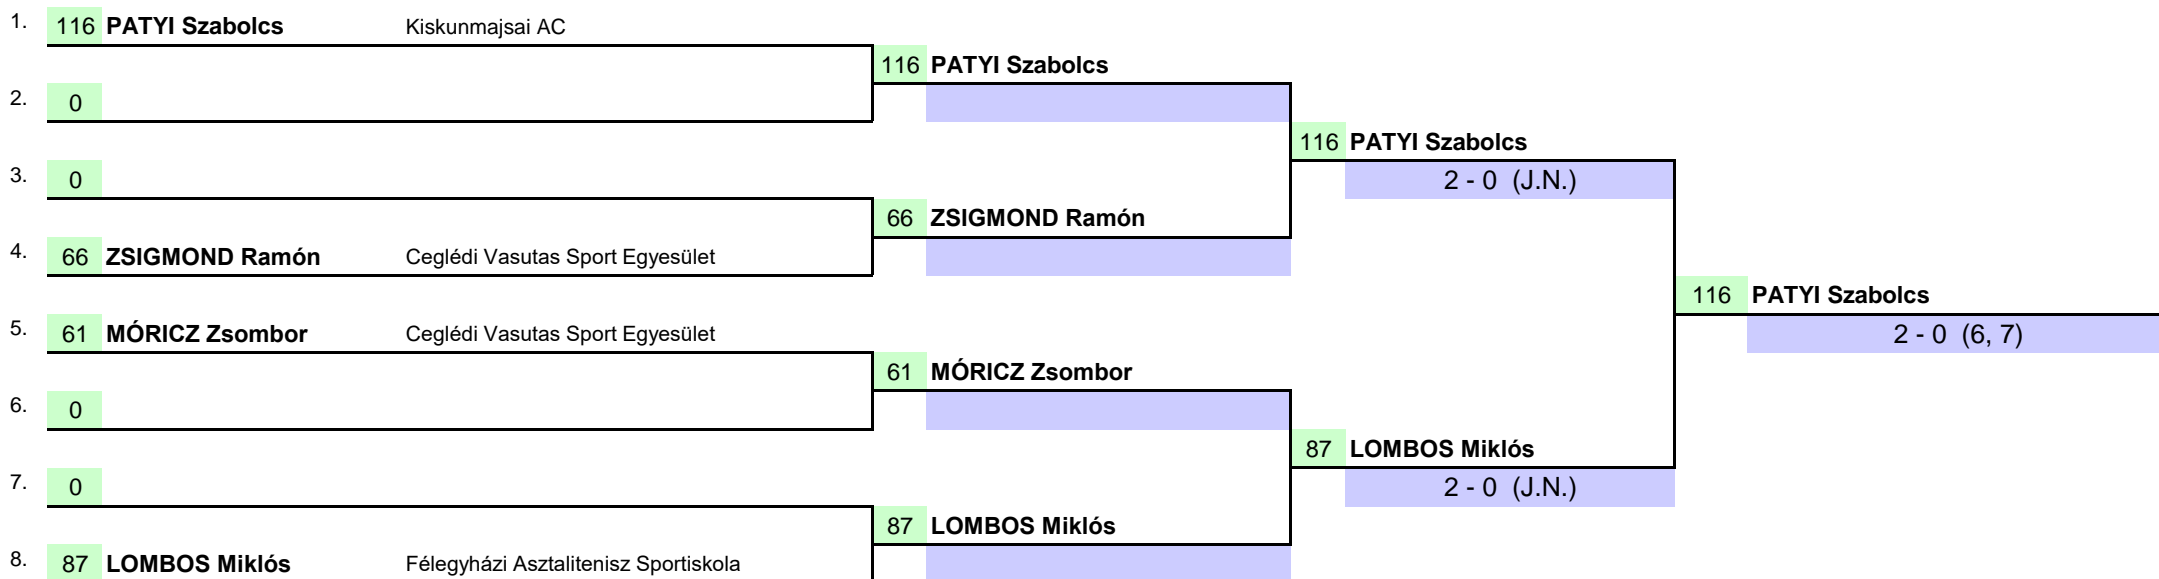 1. 116 PATYI Szabolcs Kiskunmajsai AC
116 PATYI Szabolcs
2. 0
116 PATYI Szabolcs
3. 0 2 - 0 (J.N.)
66 ZSIGMOND Ramón
4. 66 ZSIGMOND Ramón Ceglédi Vasutas Sport Egyesület
116 PATYI Szabolcs
5. 61 MÓRICZ Zsombor Ceglédi Vasutas Sport Egyesület 2 - 0 (6, 7)
61 MÓRICZ Zsombor
6. 0
87 LOMBOS Miklós
7. 0 2 - 0 (J.N.)
87 LOMBOS Miklós
8. 87 LOMBOS Miklós Félegyházi Asztalitenisz Sportiskola